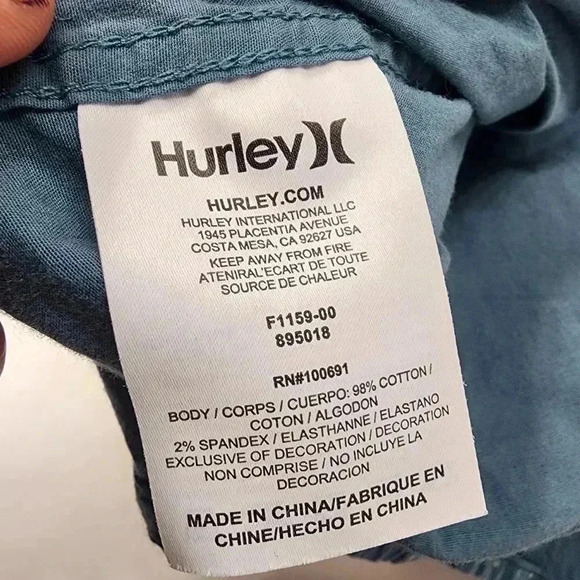 Hurley
HURLEY.COM
HURLEY INTERNATIONAL LLC
1945 PLACENTIA AVENUE
COSTA MESA, CA 92627 USA
KEEP AWAY FROM FIRE
ATENIRAL'ECART DE TOUTE
SOURCE DE CHALEUR
F1159-00
895018
RN#100691
BODY / CORPS / CUERPO: 98% COTTON /
COTON / ALGODON
2% SPANDEX / ELASTHANNE / ELASTANO
EXCLUSIVE OF DECORATION / DECORATION
NON COMPRISE / NO INCLUYE LA
DECORACION
MADE IN CHINA/FABRIQUE EN
CHINE/HECHO EN CHINA